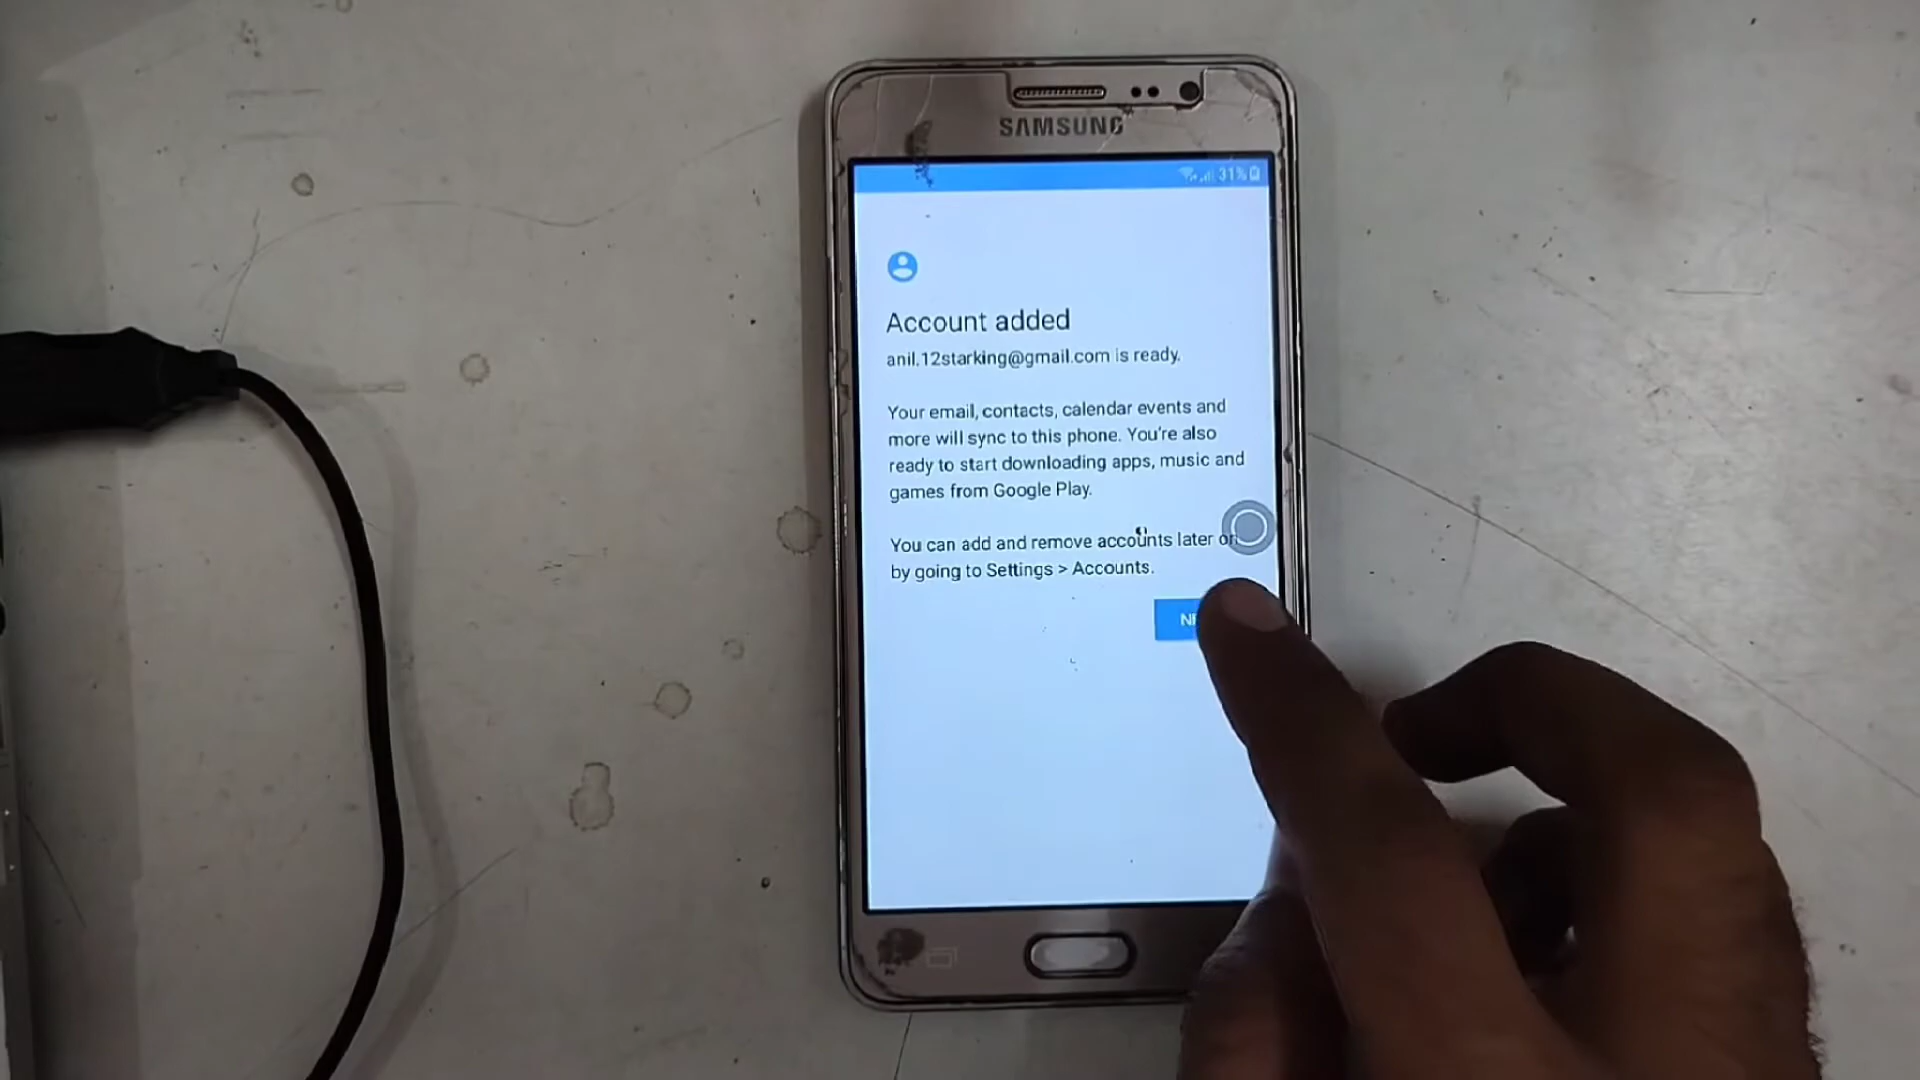 SAMSUNG
31%
Account added
anil.12starking@gmail.com is ready.
Your email, contacts, calendar events and
more will sync to this phone. You're also
ready to start downloading apps, music and
games from Google Play.
You can add and remove accounts later on
by going to Settings > Accounts.